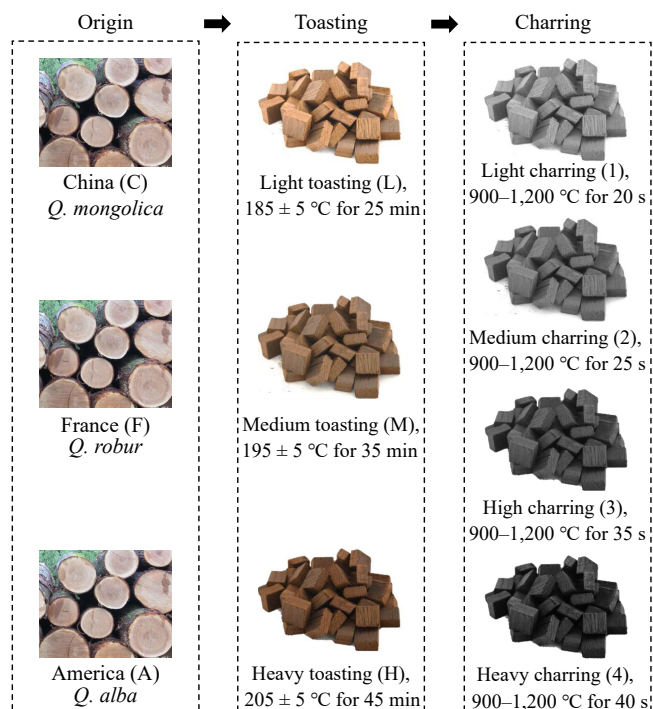 Origin
Toasting
Charring
China (C)
Q. mongolica
France (F)
Q. robur
America (A)
Q. alba
Light toasting (L),
185 ± 5 ℃ for 25 min
Medium toasting (M),
195 ± 5 ℃ for 35 min
Heavy toasting (H),
205 ± 5 ℃ for 45 min
Light charring (1),
900–1,200 ℃ for 20 s
Medium charring (2),
900–1,200 ℃ for 25 s
High charring (3),
900–1,200 ℃ for 35 s
Heavy charring (4),
900–1,200 ℃ for 40 s